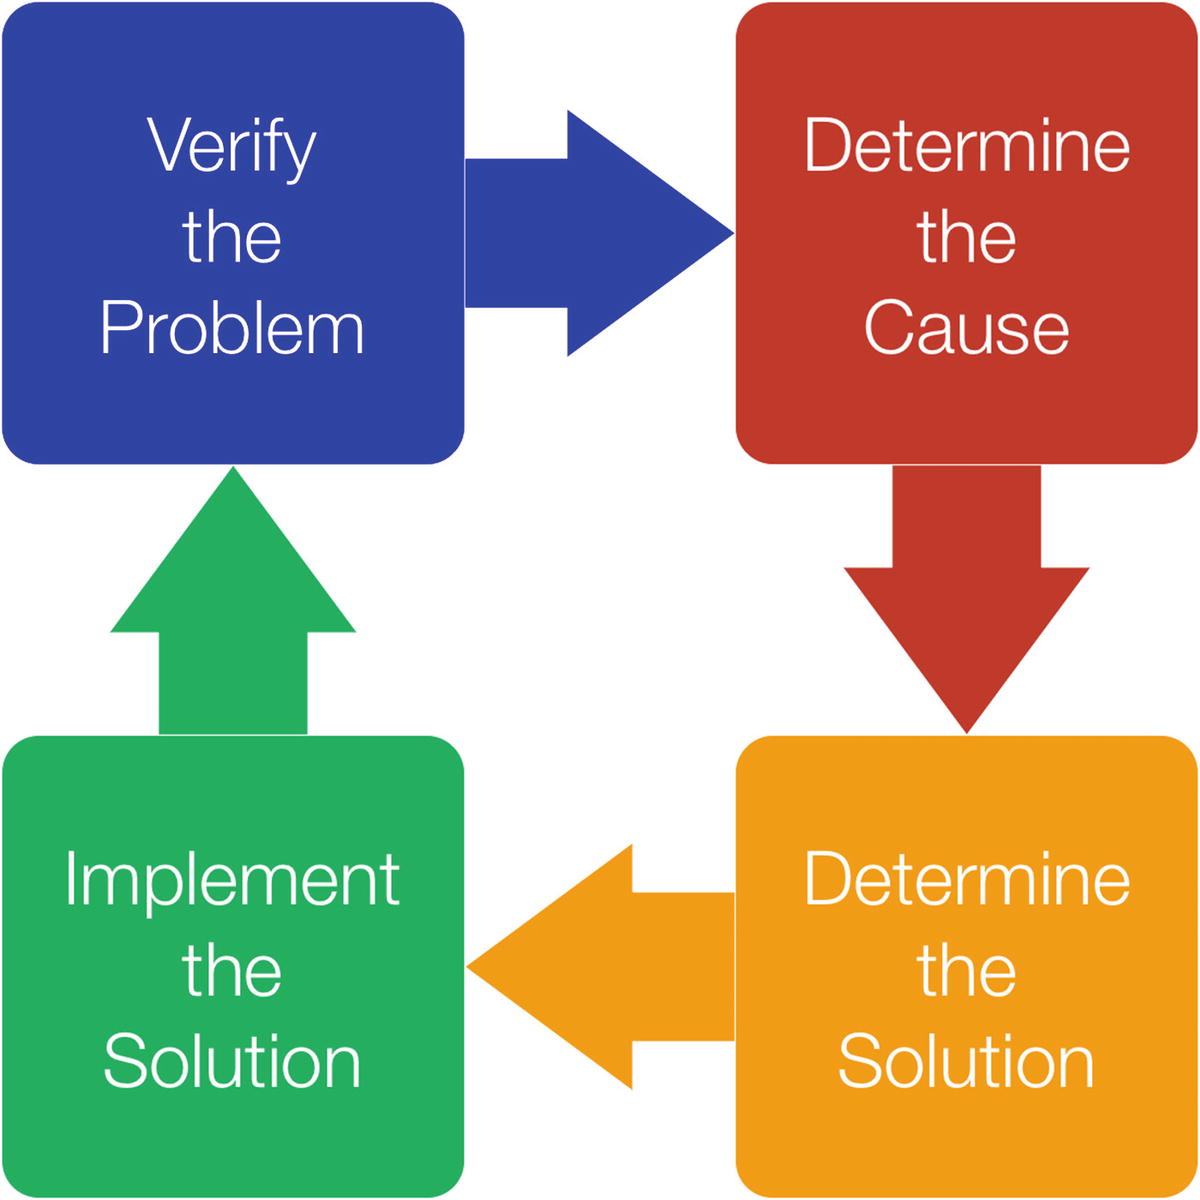 Verify
the
Problem
Determine
the
Cause
Determine
the
Solution
Implement
the
Solution